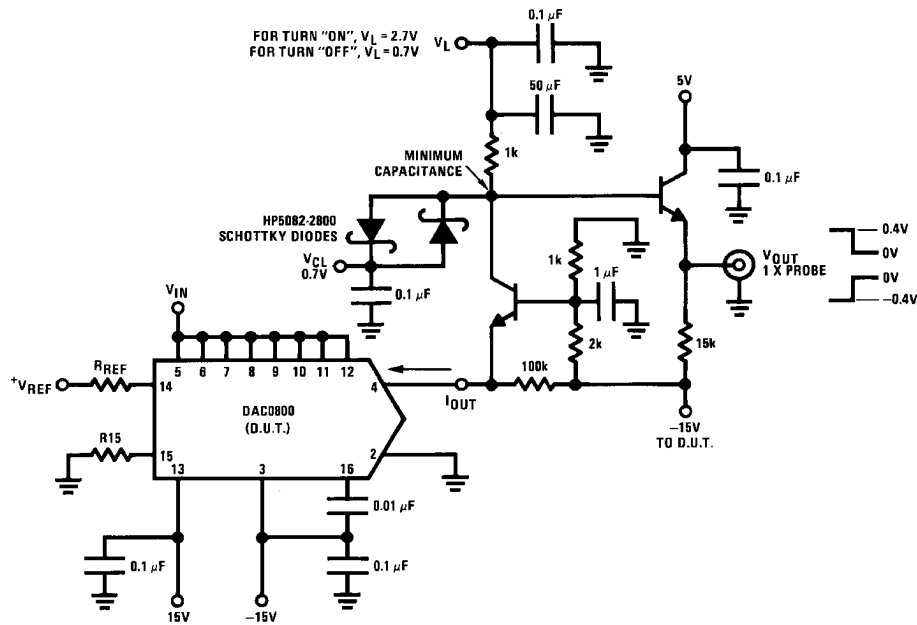 FOR TURN "ON", VL = 2.7V
FOR TURN "OFF", VL = 0.7V
VL
0.1 µF
50 µF
5V
1k
MINIMUM
CAPACITANCE
0.1 µF
HP5082-2800
SCHOTTKY DIODES
VCL
0.7V
0.1 µF
1k
1 µF
2k
VOUT
1 X PROBE
0.4V
0V
0V
−0.4V
15k
VIN
5 6 7 8 9 10 11 12
+VREF
RREF
14
4
IOUT
100k
DAC0800
(D.U.T.)
−15V
TO D.U.T.
R15
15
2
13
3
16
0.01 µF
0.1 µF
0.1 µF
15V
−15V